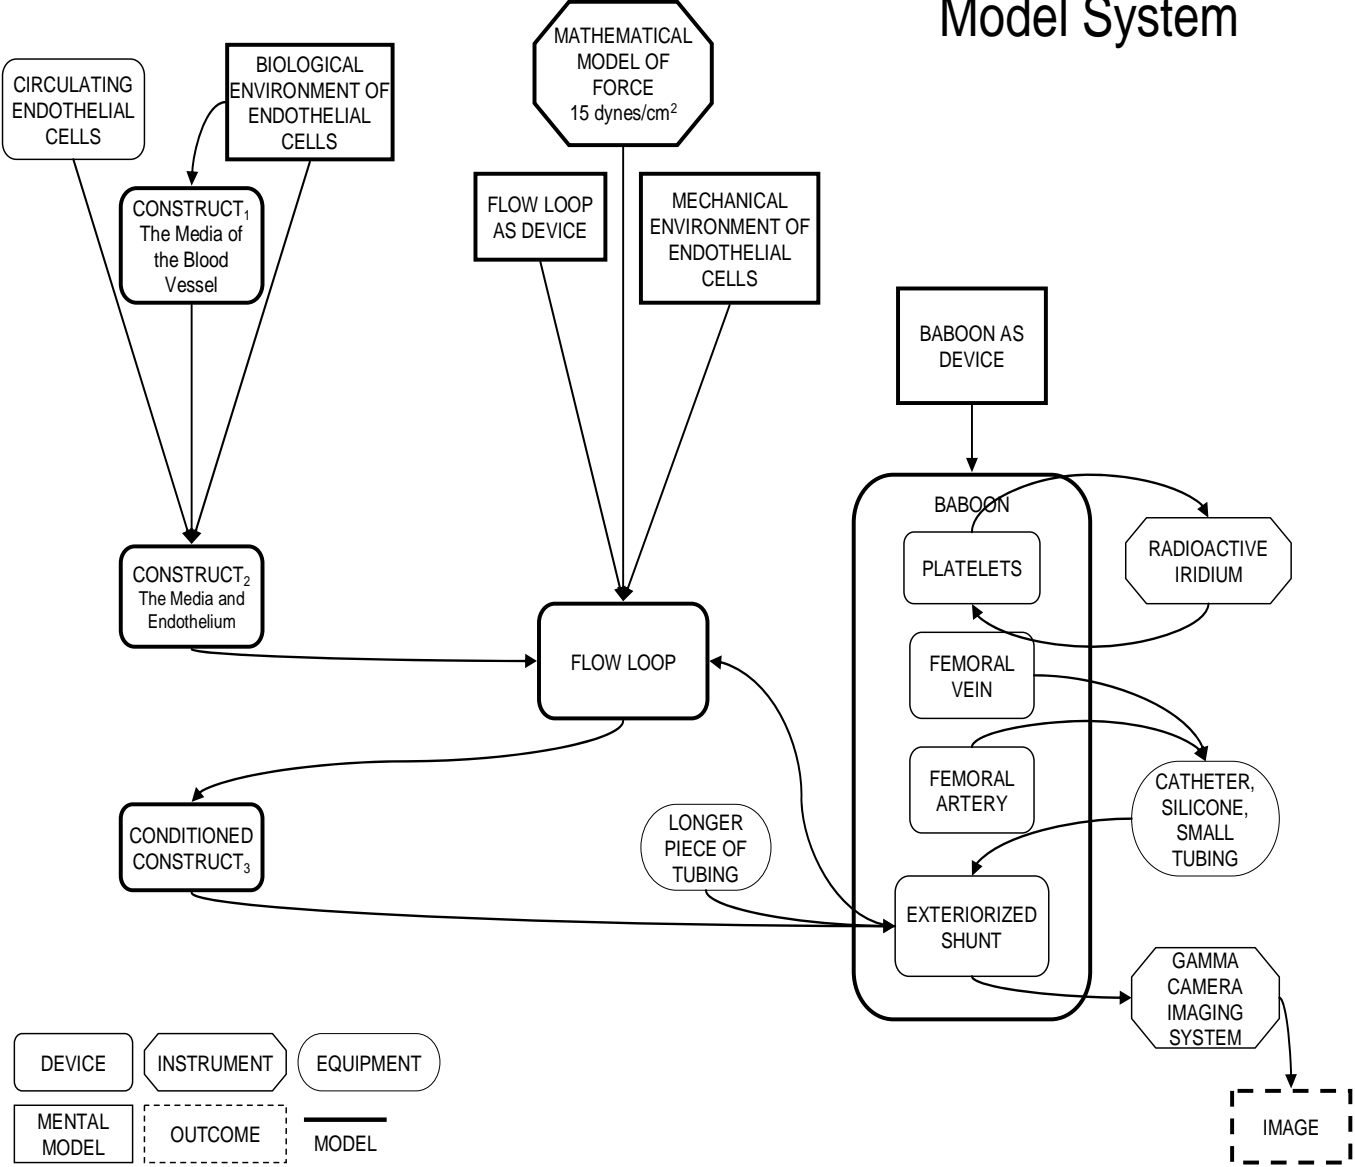 Model System
CIRCULATING
ENDOTHELIAL
CELLS
BIOLOGICAL
ENVIRONMENT OF
ENDOTHELIAL
CELLS
MATHEMATICAL
MODEL OF
FORCE
15 dynes/cm²
CONSTRUCT₁
The Media of
the Blood
Vessel
FLOW LOOP
AS DEVICE
MECHANICAL
ENVIRONMENT OF
ENDOTHELIAL
CELLS
BABOON AS
DEVICE
BABOON
PLATELETS
RADIOACTIVE
IRIDIUM
CONSTRUCT₂
The Media and
Endothelium
FLOW LOOP
FEMORAL
VEIN
FEMORAL
ARTERY
CATHETER,
SILICONE,
SMALL
TUBING
CONDITIONED
CONSTRUCT₃
LONGER
PIECE OF
TUBING
EXTERIORIZED
SHUNT
GAMMA
CAMERA
IMAGING
SYSTEM
IMAGE
DEVICE
INSTRUMENT
EQUIPMENT
MENTAL
MODEL
OUTCOME
MODEL